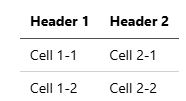 Header 1 Header 2
Cell 1-1 Cell 2-1
Cell 1-2 Cell 2-2